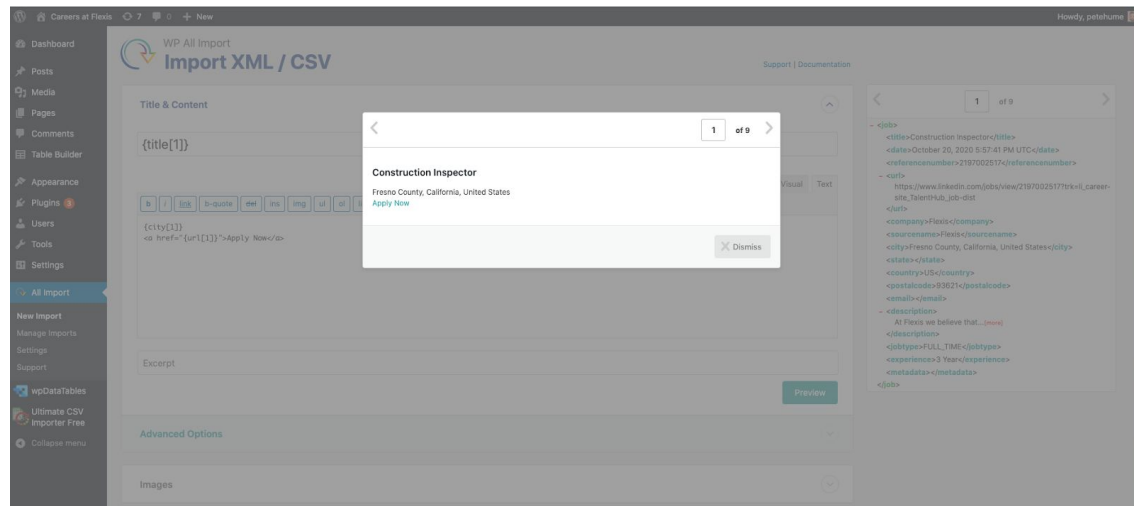 Careers at Flexis 7 0 + New
Howdy, petehume
Dashboard
Posts
Media
Pages
Comments
Table Builder
Appearance
Plugins 3
Users
Tools
Settings
All Import
New Import
Manage Imports
Settings
Support
wpDataTables
Ultimate CSV
Importer Free
Collapse menu
WP All Import
Import XML / CSV
Support | Documentation
Title & Content
{title[1]}
Visual Text
b i link b-quote del ins img ul ol
{city[1]}
<a href="{url[1]}">Apply Now</a>
Excerpt
Preview
Advanced Options
Images
1 of 9
Construction Inspector
Fresno County, California, United States
Apply Now
Dismiss
1 of 9
- <job>
<title>Construction Inspector</title>
<date>October 20, 2020 5:57:41 PM UTC</date>
<referencenumber>2197002517</referencenumber>
- <url>
https://www.linkedin.com/jobs/view/2197002517?trk=li_career-
site_TalentHub_job-dist
</url>
<company>Flexis</company>
<sourcename>Flexis</sourcename>
<city>Fresno County, California, United States</city>
<state></state>
<country>US</country>
<postalcode>93621</postalcode>
<email></email>
- <description>
At Flexis we believe that...[more]
</description>
<jobtype>FULL_TIME</jobtype>
<experience>3 Year</experience>
<metadata></metadata>
</job>